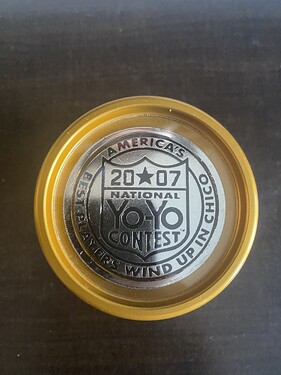 AMERICA'S
20★07
NATIONAL
YO-YO
CONTEST
BEST PLAYERS WIND UP IN CHICO